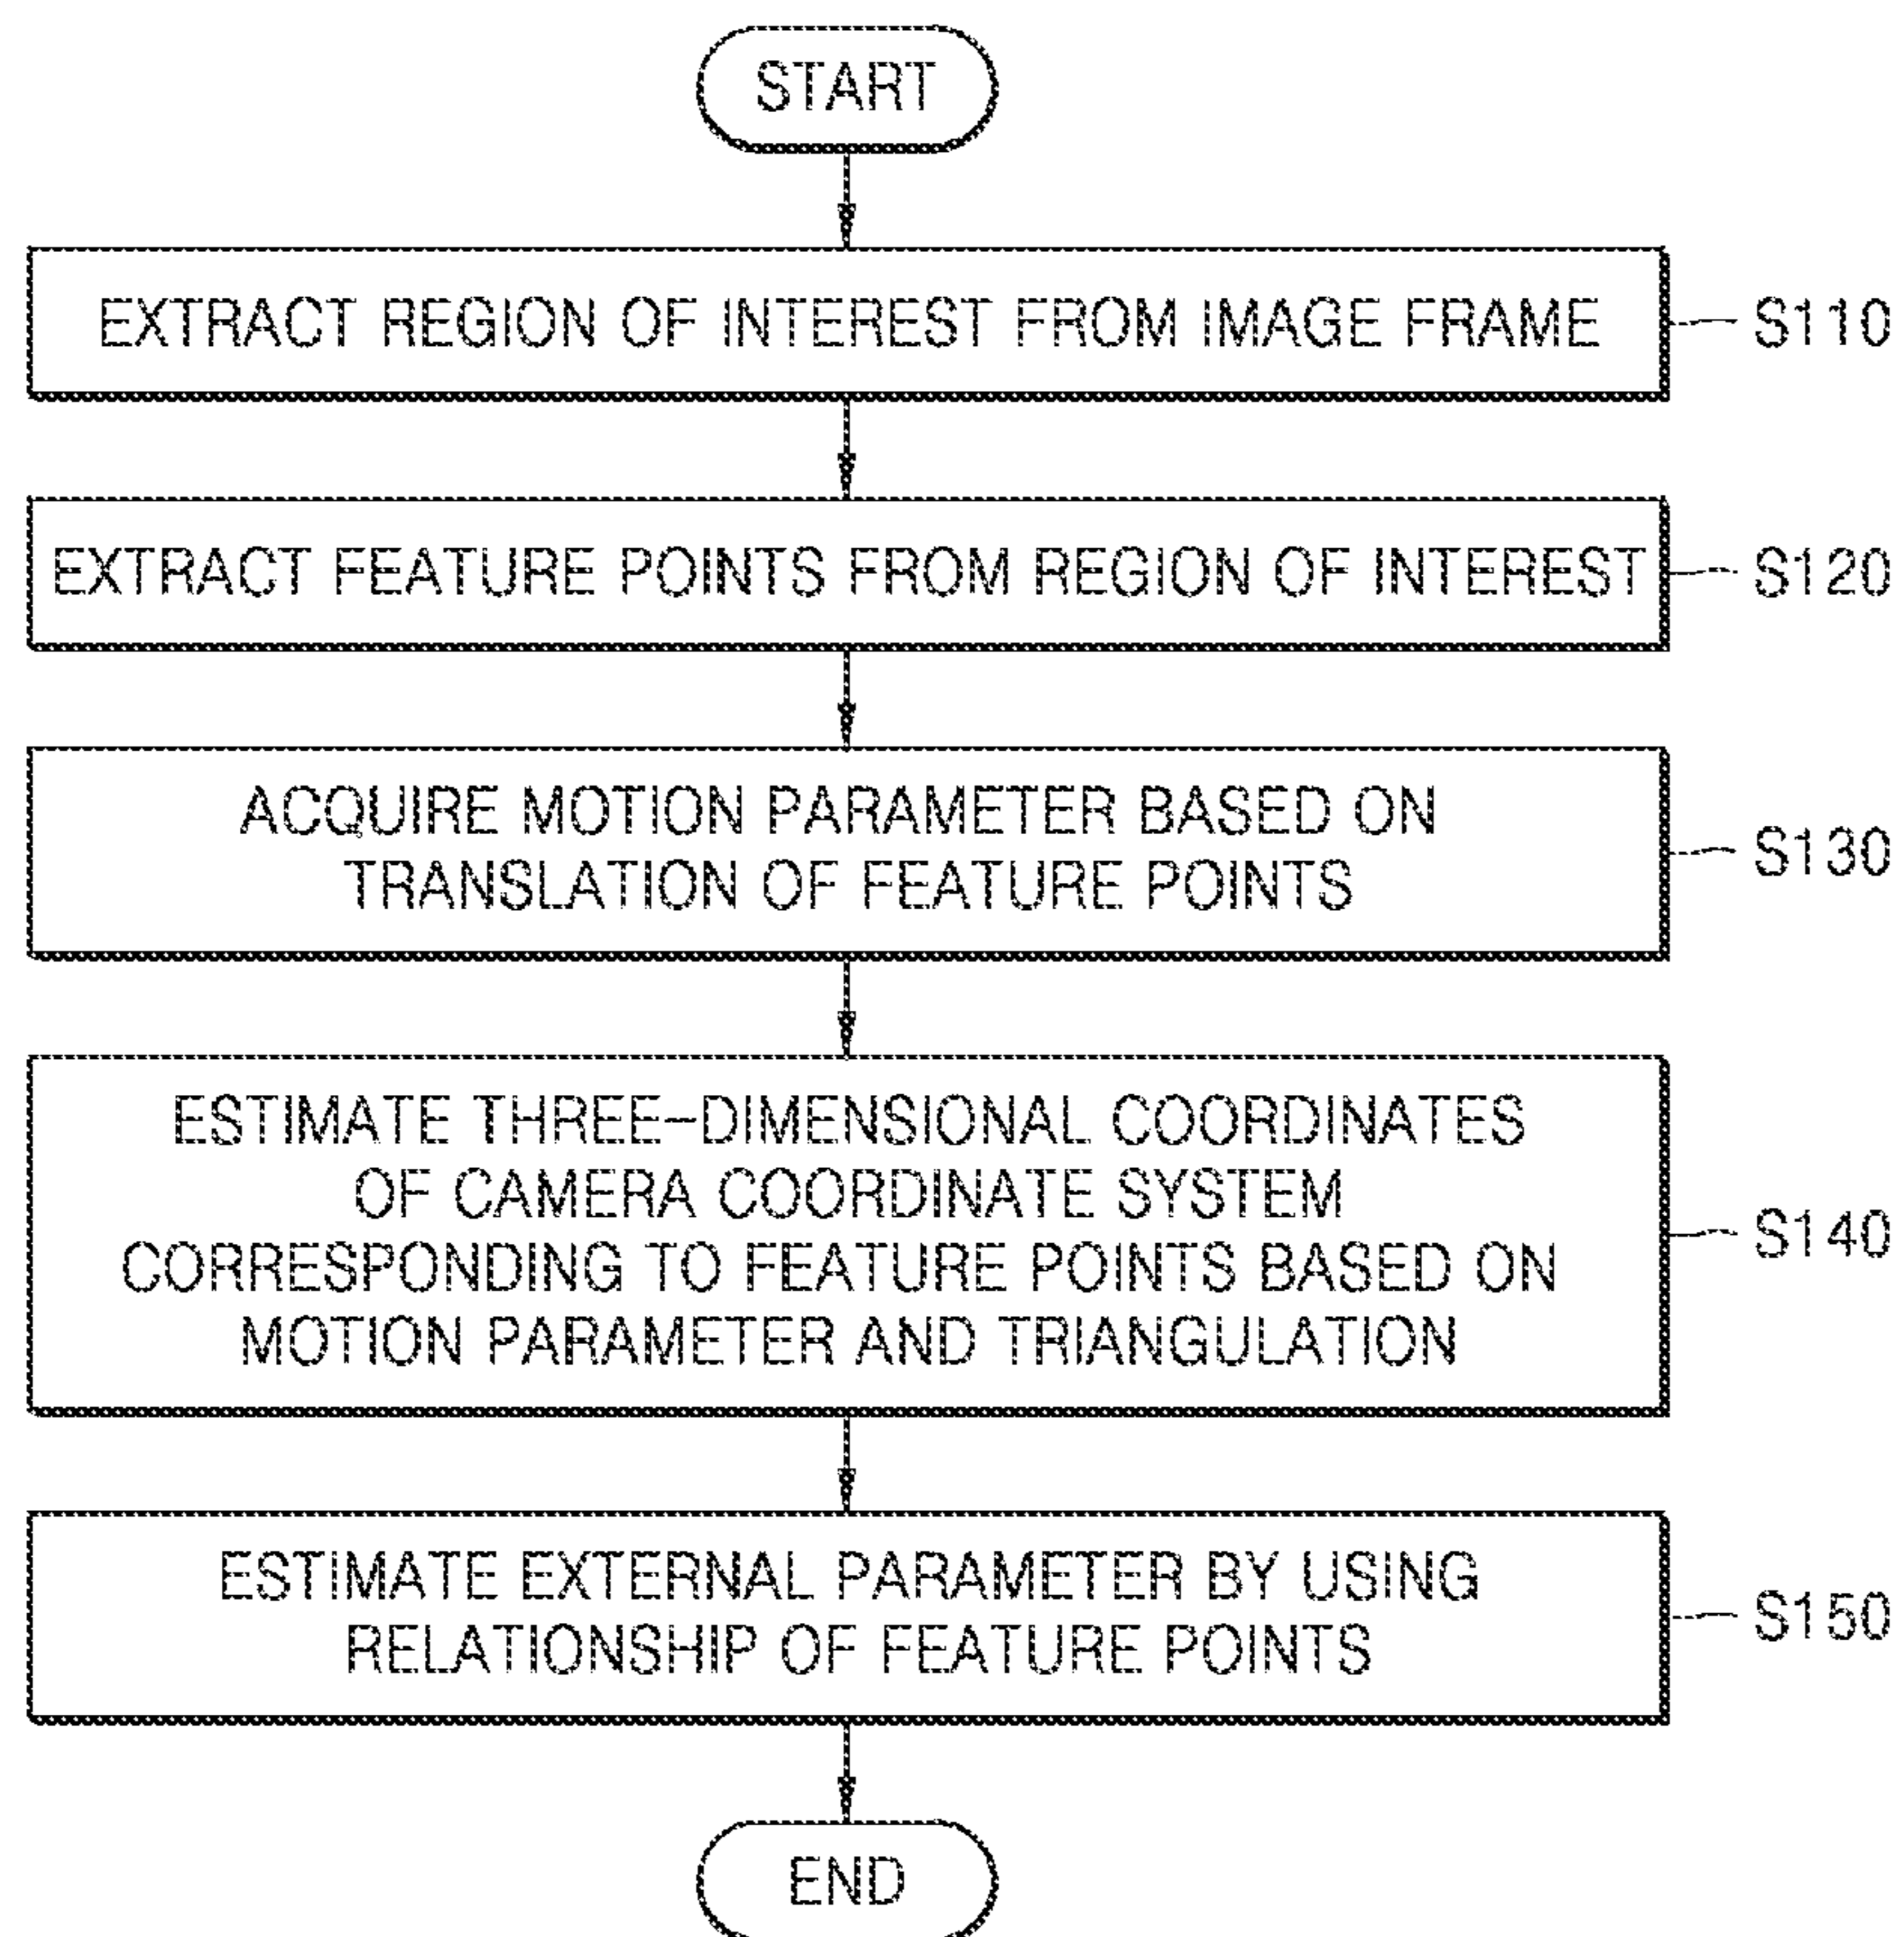 START
EXTRACT REGION OF INTEREST FROM IMAGE FRAME
S110
EXTRACT FEATURE POINTS FROM REGION OF INTEREST
S120
ACQUIRE MOTION PARAMETER BASED ON
TRANSLATION OF FEATURE POINTS
S130
ESTIMATE THREE-DIMENSIONAL COORDINATES
OF CAMERA COORDINATE SYSTEM
CORRESPONDING TO FEATURE POINTS BASED ON
MOTION PARAMETER AND TRIANGULATION
S140
ESTIMATE EXTERNAL PARAMETER BY USING
RELATIONSHIP OF FEATURE POINTS
S150
END